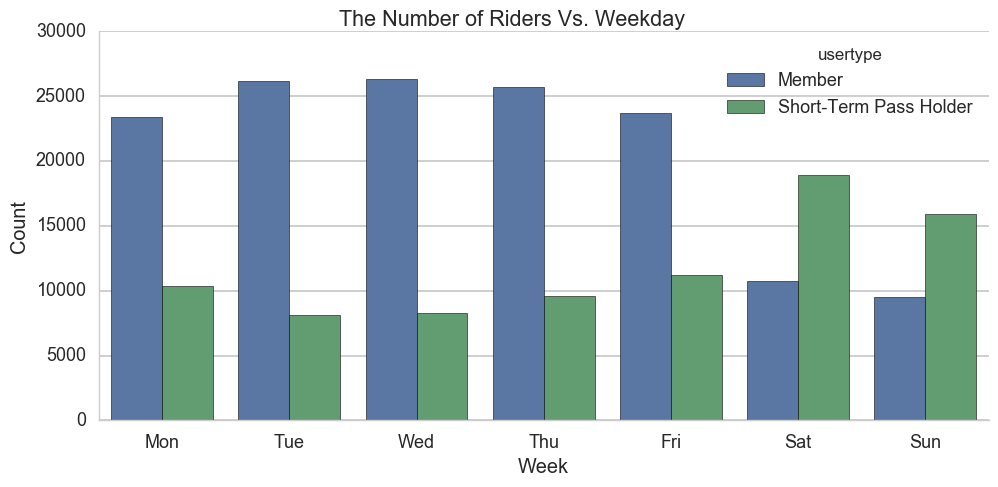 The Number of Riders Vs. Weekday
30000
25000
20000
15000
10000
5000
0
Count
usertype
Member
Short-Term Pass Holder
Mon Tue Wed Thu Fri Sat Sun
Week